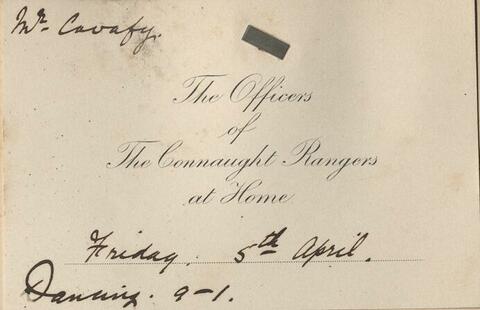 Mr. Cavafy.
The Officers
of
The Connaught Rangers
at Home
Friday. 5th April.
Dancing. 9-1.